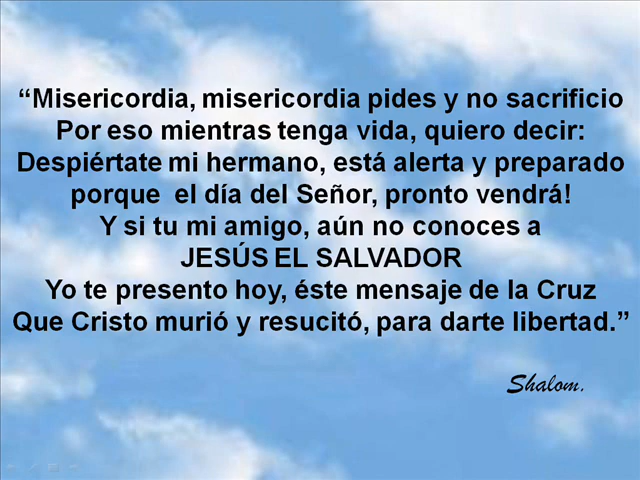 “Misericordia, misericordia pides y no sacrificio
Por eso mientras tenga vida, quiero decir:
Despiértate mi hermano, está alerta y preparado
porque el día del Señor, pronto vendrá!
Y si tu mi amigo, aún no conoces a
JESÚS EL SALVADOR
Yo te presento hoy, éste mensaje de la Cruz
Que Cristo murió y resucitó, para darte libertad.”
Shalom.